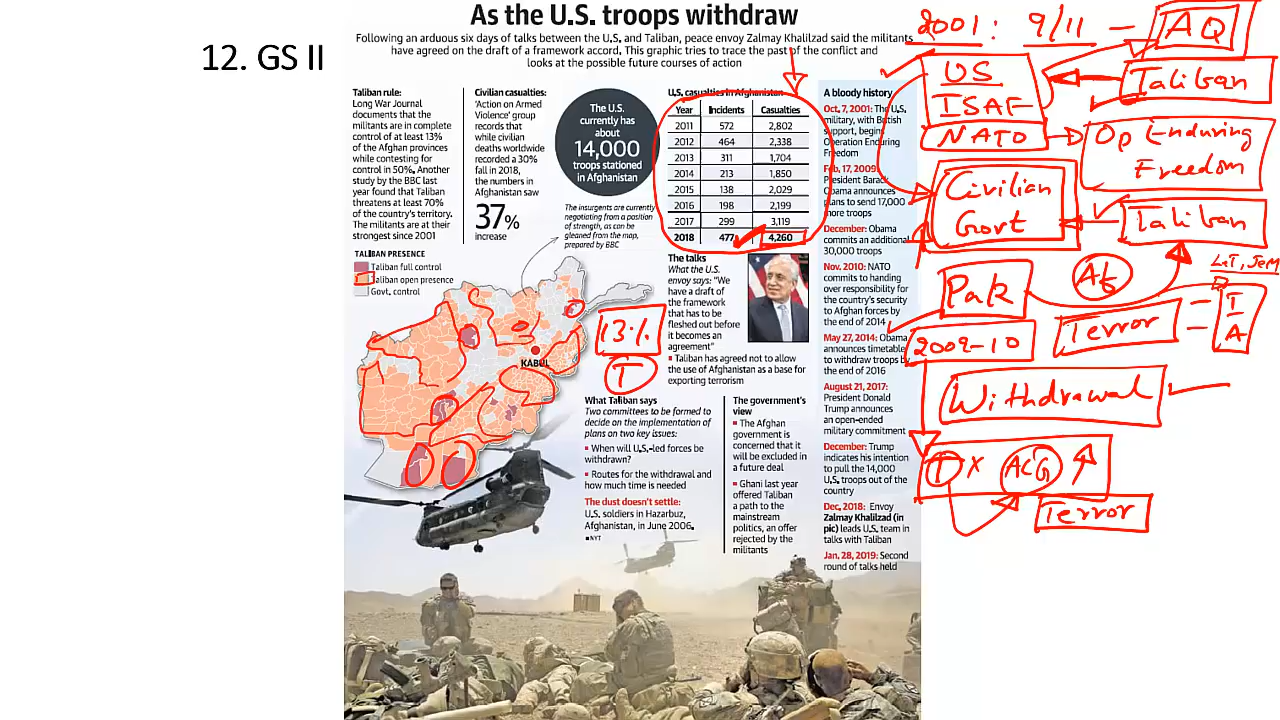 12. GS II
As the U.S. troops withdraw
Following an arduous six days of talks between the U.S. and Taliban, peace envoy Zalmay Khalilzad said the militants
have agreed on the draft of a framework accord. This graphic tries to trace the past of the conflict and
looks at the possible future courses of action
Taliban rule:
Long War Journal
documents that the
militants are in complete
control of at least 13%
of the Afghan provinces
while contesting for
control in 50%. Another
study by the BBC last
year found that Taliban
threatens at least 70%
of the country's territory.
The militants are at their
strongest since 2001
Civilian casualties:
'Action on Armed
Violence' group
records that
while civilian
deaths worldwide
recorded a 30%
fall in 2018,
the numbers in
Afghanistan saw
37%
increase
The U.S.
currently has
about
14,000
troops stationed
in Afghanistan
The insurgents are currently
negotiating from a position
of strength, as can be
gleaned from the map,
prepared by BBC
U.S. casualties in Afghanistan
Year Incidents Casualties
2011 572 2,802
2012 464 2,338
2013 311 1,704
2014 213 1,850
2015 138 2,029
2016 198 2,199
2017 299 3,119
2018 477 4,260
TALIBAN PRESENCE
Taliban full control
Taliban open presence
Govt. control
KABUL
13%
T
The talks
What the U.S.
envoy says: "We
have a draft of
the framework
that has to be
fleshed out before
it becomes an
agreement"
Taliban has agreed not to allow
the use of Afghanistan as a base for
exporting terrorism
What Taliban says
Two committees to be formed to
decide on the implementation of
plans on two key issues:
When will U.S.-led forces be
withdrawn?
Routes for the withdrawal and
how much time is needed
The dust doesn't settle:
U.S. soldiers in Hazarbuz,
Afghanistan, in June 2006.
NYT
The government's
view
The Afghan
government is
concerned that it
will be excluded in
a future deal
Ghani last year
offered Taliban
a path to the
mainstream
politics, an offer
rejected by the
militants
A bloody history
Oct, 7, 2001: The U.S.
military, with British
support, begins
Operation Enduring
Freedom
Feb, 17, 2009:
President Barack
Obama announces
plans to send 17,000
more troops
December: Obama
commits an additional
30,000 troops
Nov. 2010: NATO
commits to handing
over responsibility for
the country's security
to Afghan forces by
the end of 2014
May 27, 2014: Obama
announces timetable
to withdraw troops by
the end of 2016
August 21, 2017:
President Donald
Trump announces
an open-ended
military commitment
December: Trump
indicates his intention
to pull the 14,000
U.S. troops out of the
country
Dec, 2018: Envoy
Zalmay Khalilzad (in
pic) leads U.S. team in
talks with Taliban
Jan, 28, 2019: Second
round of talks held
2001: 9/11 - AQ
US
ISAF
NATO
Taliban
Op Enduring
Freedom
Civilian
Govt
Taliban
Pak
Af
LeT, JeM
Terror
I
A
2009-10
Withdrawal
T x ACG
Terror